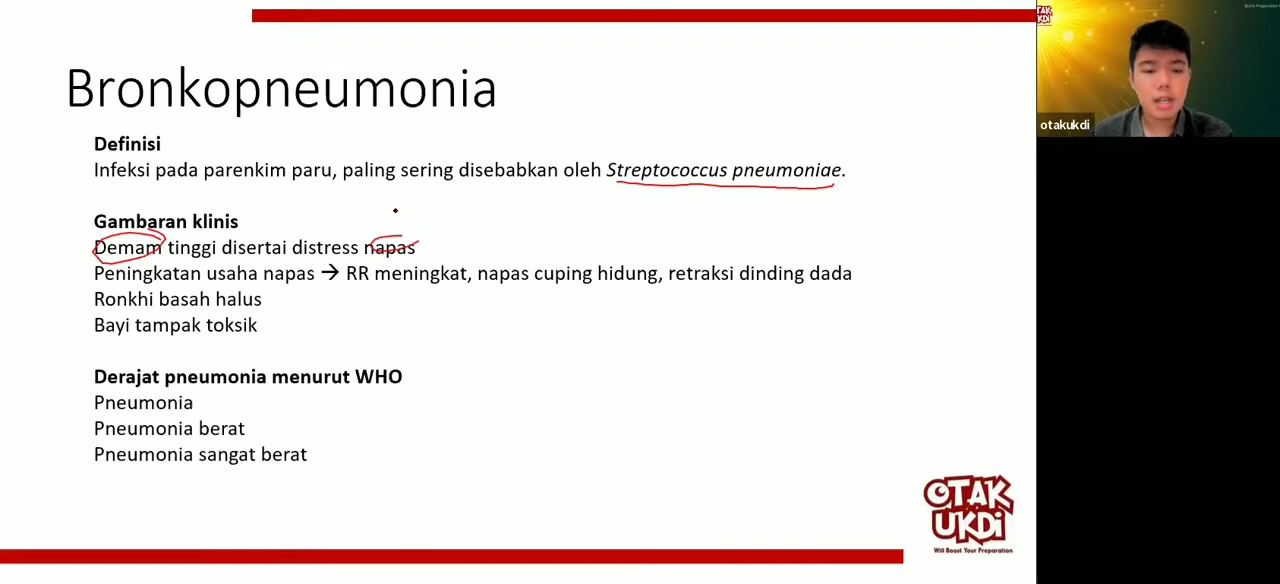 Bronkopneumonia
Definisi
Infeksi pada parenkim paru, paling sering disebabkan oleh Streptococcus pneumoniae.
Gambaran klinis
Demam tinggi disertai distress napas
Peningkatan usaha napas → RR meningkat, napas cuping hidung, retraksi dinding dada
Ronkhi basah halus
Bayi tampak toksik
Derajat pneumonia menurut WHO
Pneumonia
Pneumonia berat
Pneumonia sangat berat
OTAK
UKDI
Will Boost Your Preparation
otakukdi